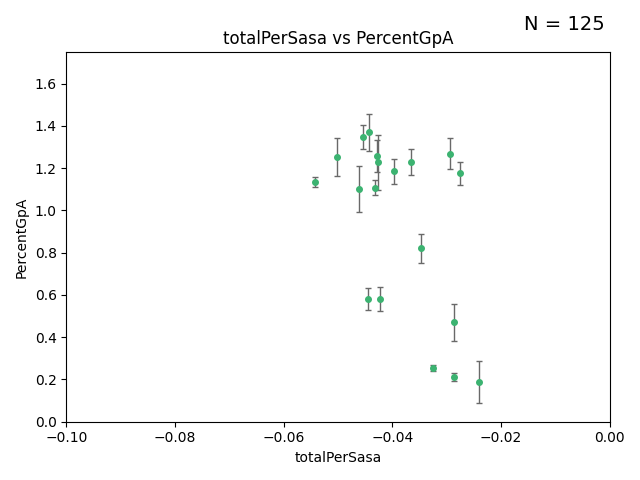 N = 125
totalPerSasa vs PercentGpA
PercentGpA
1.6
1.4
1.2
1.0
0.8
0.6
0.4
0.2
0.0
−0.10 −0.08 −0.06 −0.04 −0.02 0.00
totalPerSasa